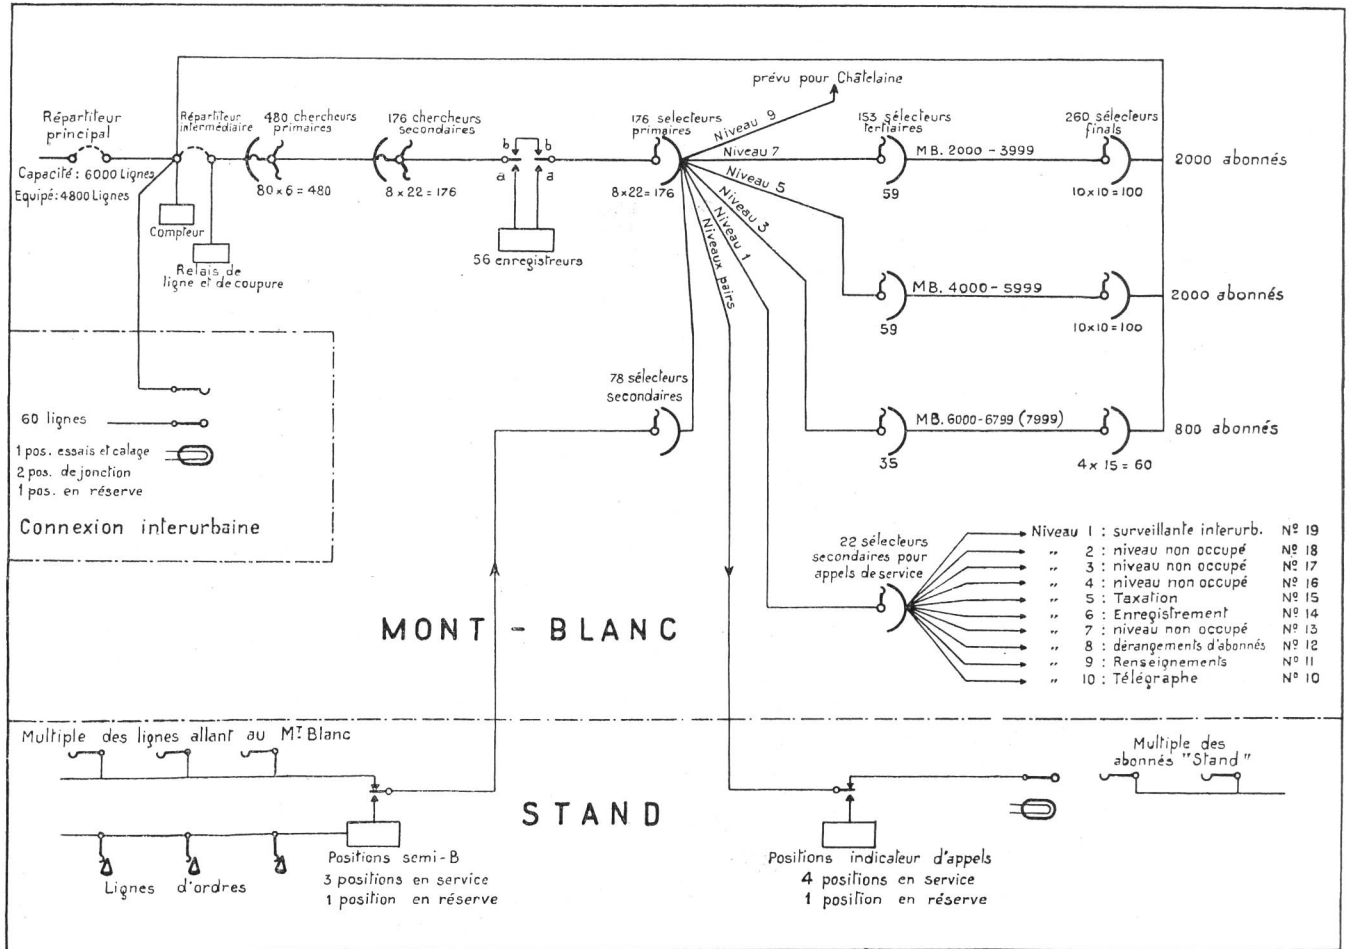 prévu pour Châtelaine
Répartiteur
principal
Répartiteur
intermédiaire
480 chercheurs
primaires
176 chercheurs
secondaires
176 sélecteurs
primaires
153 sélecteurs
tertiaires
260 sélecteurs
finals
b b
a a
Niveau 9
Niveau 7
Niveau 5
Niveau 3
Niveau 1
Niveaux pairs
MB. 2000 - 3999
2000 abonnés
Capacité : 6000 Lignes
Equipé : 4800 Lignes
80 x 6 = 480
8 x 22 = 176
8 x 22 = 176
59
10 x 10 = 100
Compteur
Relais de
ligne et de coupure
56 enregistreurs
MB. 4000 - 5999
2000 abonnés
59
10 x 10 = 100
78 sélecteurs
secondaires
MB. 6000-6799 (7999)
800 abonnés
35
4 x 15 = 60
60 lignes
1 pos. essais et calage
2 pos. de jonction
1 pos. en réserve
Connexion interurbaine
22 sélecteurs
secondaires pour
appels de service
Niveau 1 : surveillante interurb. Nº 19
„ 2 : niveau non occupé Nº 18
„ 3 : niveau non occupé Nº 17
„ 4 : niveau non occupé Nº 16
„ 5 : Taxation Nº 15
„ 6 : Enregistrement Nº 14
„ 7 : niveau non occupé Nº 13
„ 8 : dérangements d'abonnés Nº 12
„ 9 : Renseignements Nº 11
„ 10 : Télégraphe Nº 10
MONT - BLANC
Multiple des lignes allant au MT Blanc
Multiple des
abonnés "Stand"
STAND
Lignes d'ordres
Positions semi-B
3 positions en service
1 position en réserve
Positions indicateur d'appels
4 positions en service
1 position en réserve